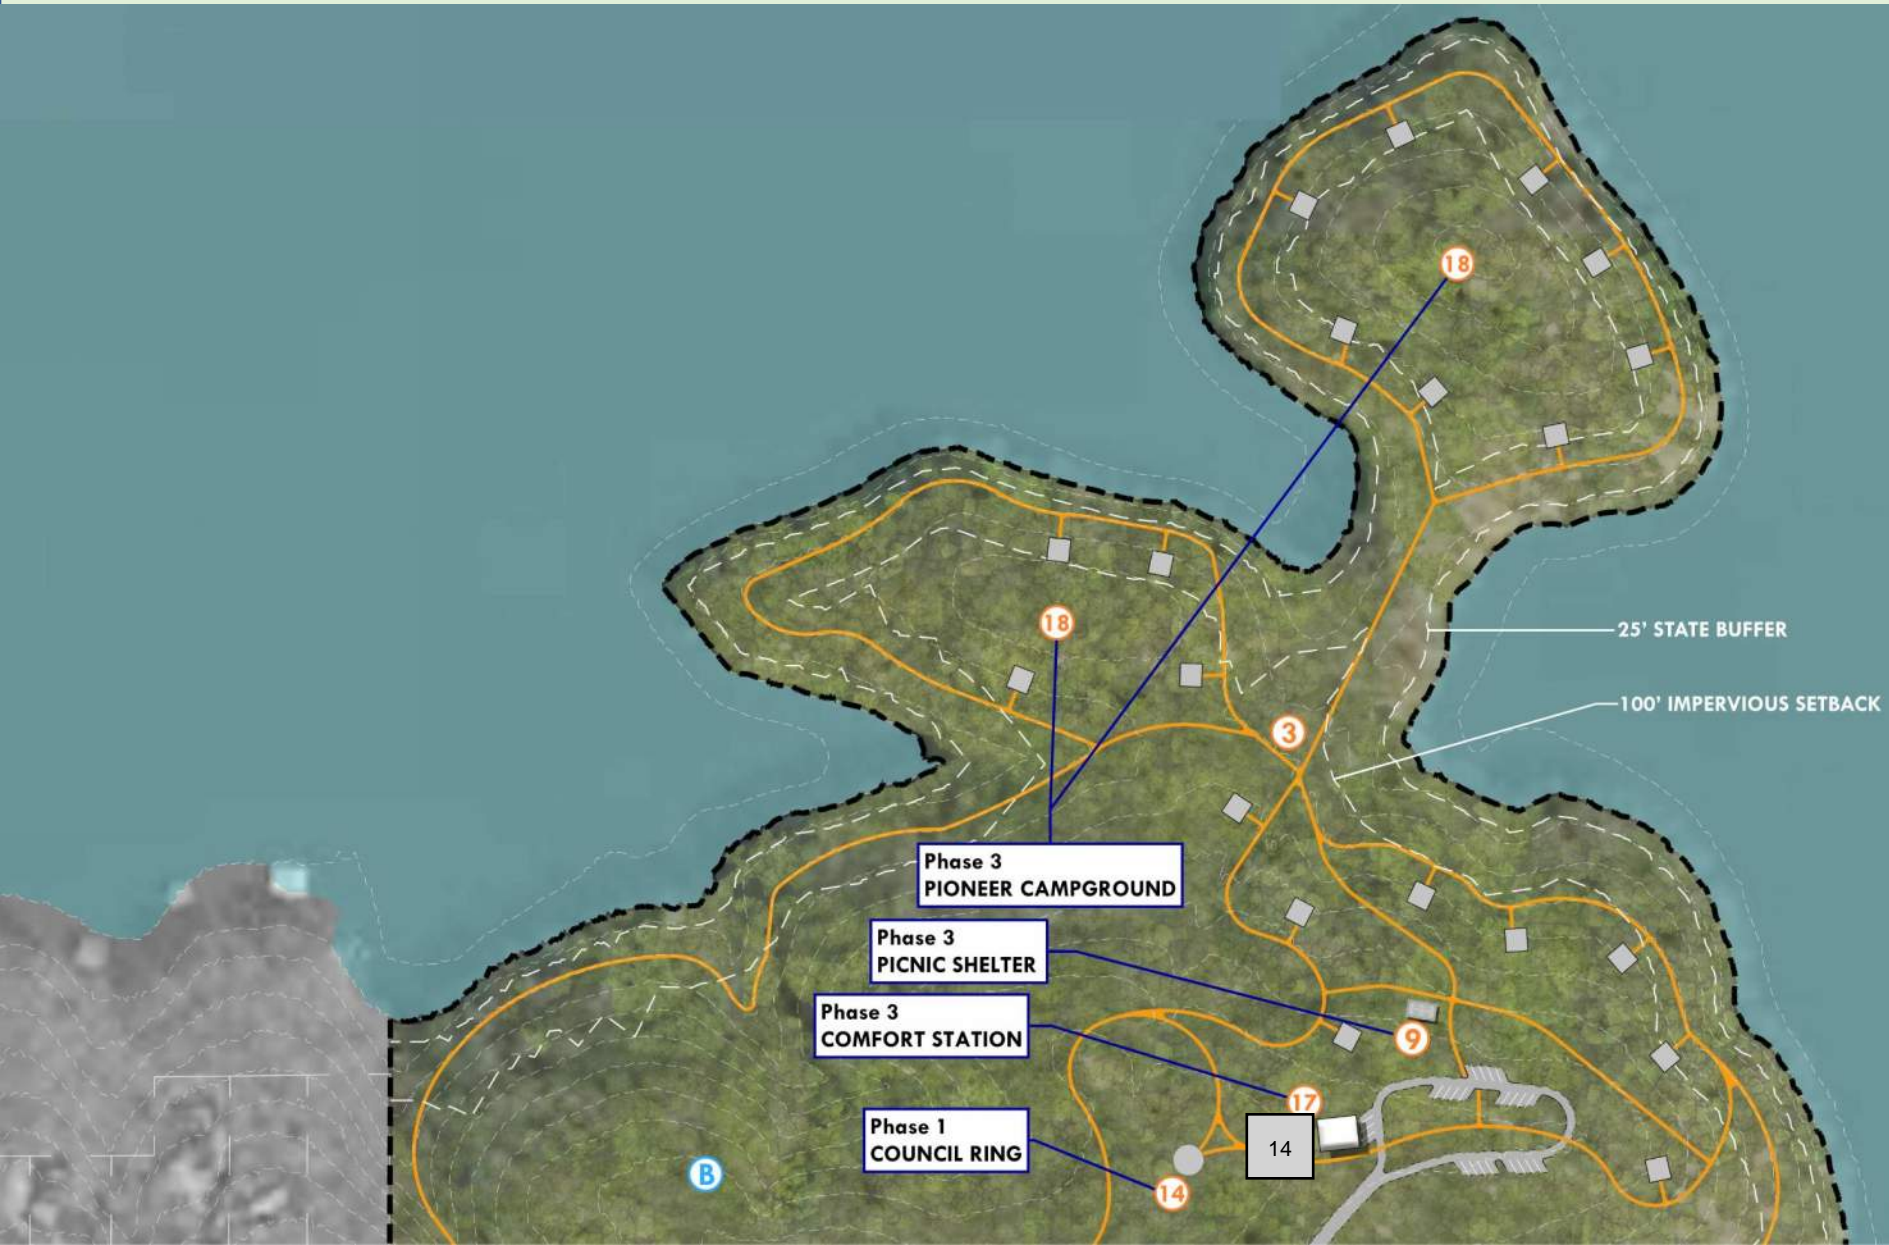 18
18
25' STATE BUFFER
100' IMPERVIOUS SETBACK
3
Phase 3
PIONEER CAMPGROUND
Phase 3
PICNIC SHELTER
9
Phase 3
COMFORT STATION
17
Phase 1
COUNCIL RING
14
14
B